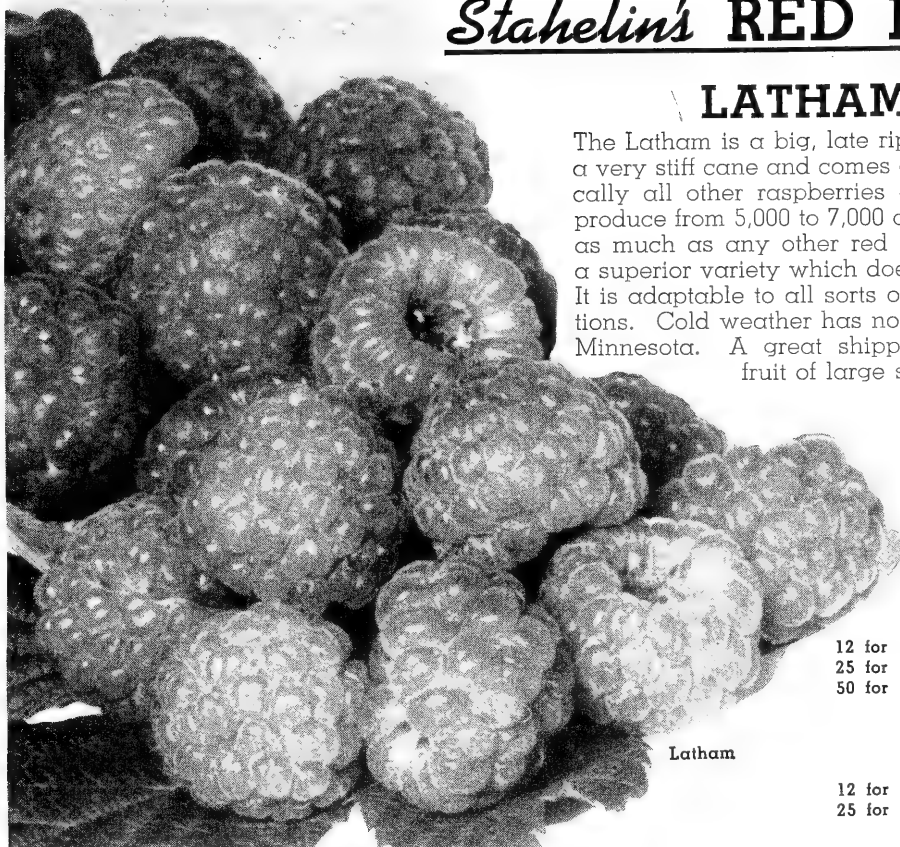 Stahelin's RED
LATHAM
The Latham is a big, late rip
a very stiff cane and comes
cally all other raspberries
produce from 5,000 to 7,000
as much as any other red
a superior variety which doe
It is adaptable to all sorts o
tions. Cold weather has no
Minnesota. A great shipp
fruit of large s
12 for
25 for
50 for
Latham
12 for
25 for